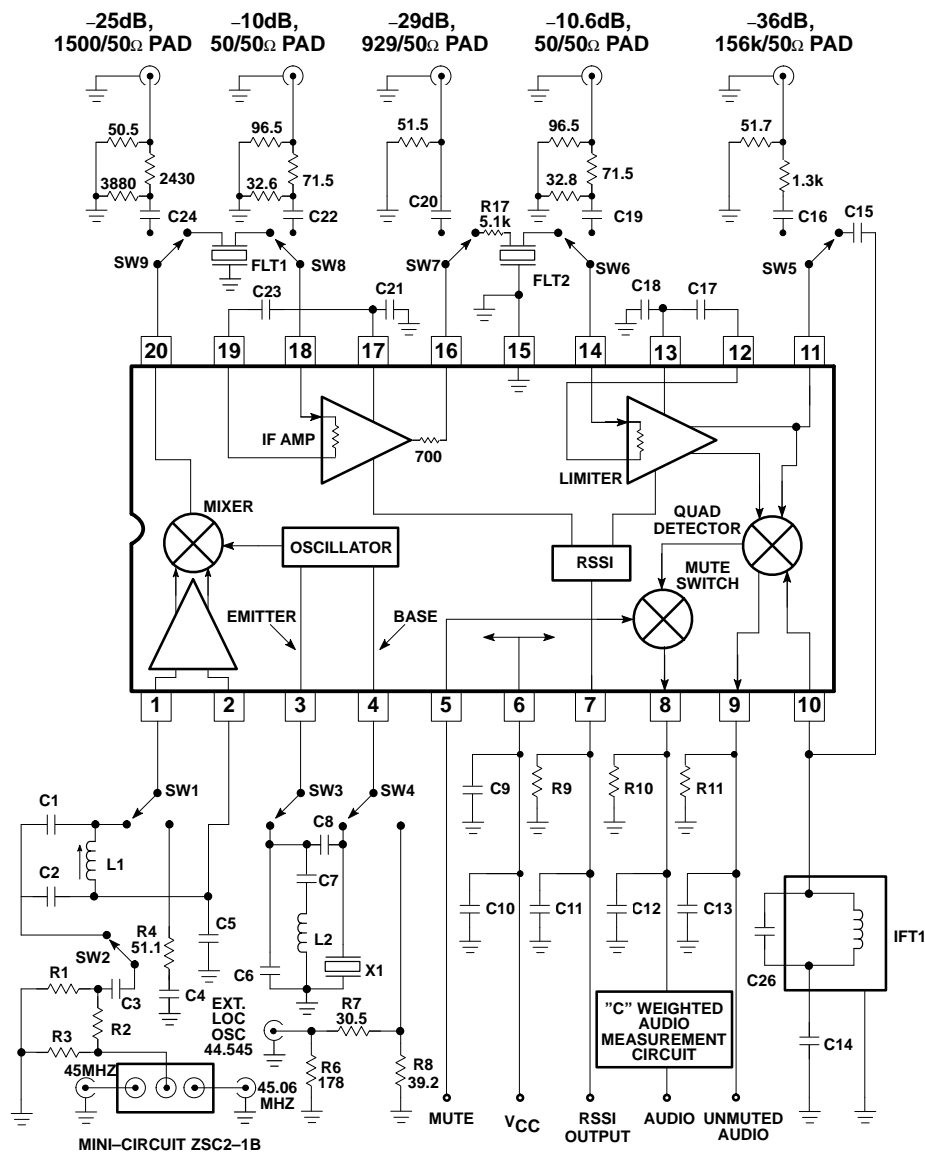 –25dB,
1500/50Ω PAD
–10dB,
50/50Ω PAD
–29dB,
929/50Ω PAD
–10.6dB,
50/50Ω PAD
–36dB,
156k/50Ω PAD
50.5
2430
3880
C24
96.5
71.5
32.6
C22
51.5
C20
96.5
71.5
32.8
C19
51.7
1.3k
C16
C15
R17
5.1k
SW9
FLT1
SW8
SW7
FLT2
SW6
SW5
C23
C21
C18
C17
20
19
18
17
16
15
14
13
12
11
IF AMP
700
LIMITER
MIXER
OSCILLATOR
RSSI
QUAD
DETECTOR
MUTE
SWITCH
EMITTER
BASE
1
2
3
4
5
6
7
8
9
10
SW1
SW3
SW4
C1
L1
C2
C8
C7
C9
R9
R10
R11
C5
R4
51.1
SW2
C6
L2
X1
C10
C11
C12
C13
IFT1
C26
R1
C3
C4
R2
R3
EXT.
LOC
OSC
44.545
R7
30.5
R6
178
R8
39.2
"C" WEIGHTED
AUDIO
MEASUREMENT
CIRCUIT
C14
45MHZ
45.06
MHZ
MINI–CIRCUIT ZSC2–1B
MUTE
VCC
RSSI
OUTPUT
AUDIO
UNMUTED
AUDIO